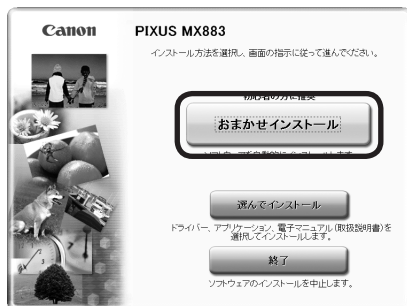 Canon
PIXUS MX883
インストール方法を選択し、画面の指示に従って進んでください。
初心者の方に推奨
おまかせインストール
ソフトウェアを自動的にインストールします。
選んでインストール
ドライバー、アプリケーション、電子マニュアル(取扱説明書)を
選択してインストールします。
終了
ソフトウェアのインストールを中止します。